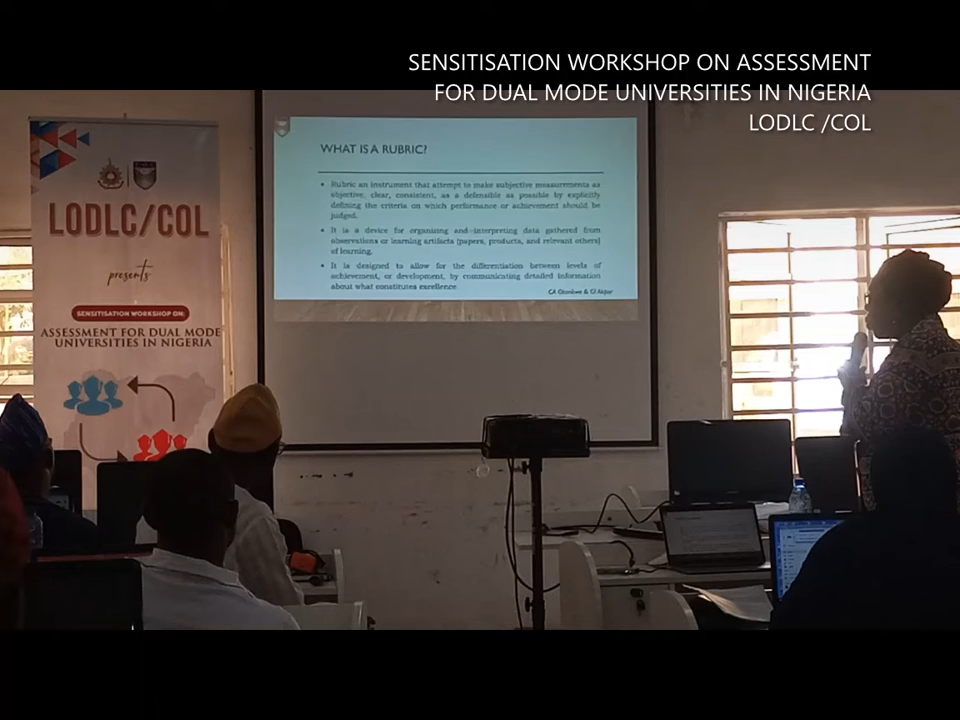 SENSITISATION WORKSHOP ON ASSESSMENT
FOR DUAL MODE UNIVERSITIES IN NIGERIA
LODLC /COL
WHAT IS A RUBRIC?
• Rubric an instrument that attempt to make subjective measurements as
objective, clear, consistent, as a defensible as possible by explicitly
defining the criteria on which performance or achievement should be
judged.
• It is a device for organising and interpreting data gathered from
observations or learning artifacts (papers, products, and relevant others)
of learning.
• It is designed to allow for the differentiation between levels of
achievement, or development, by communicating detailed information
about what constitutes excellence
LODLC/COL
presents
SENSITISATION WORKSHOP ON:
ASSESSMENT FOR DUAL MODE
UNIVERSITIES IN NIGERIA